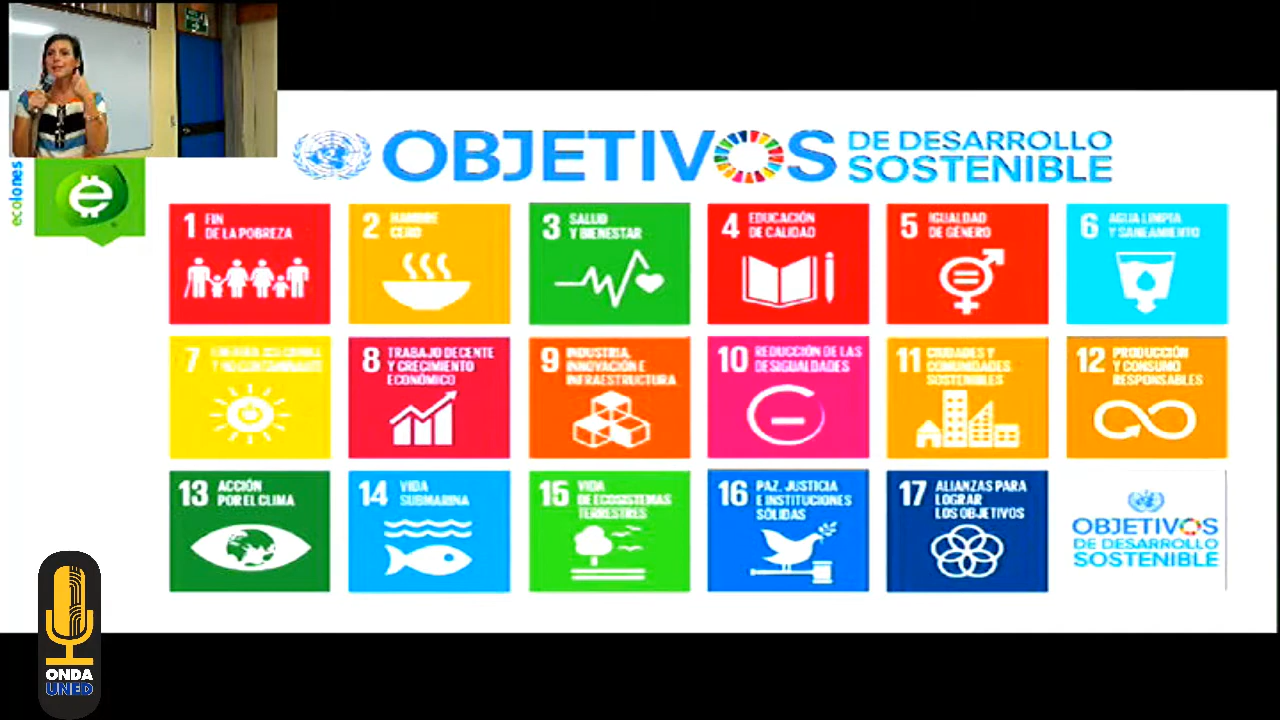 OBJETIVOS
DE DESARROLLO
SOSTENIBLE
ecolones
1 FIN
DE LA POBREZA
2 HAMBRE
CERO
3 SALUD
Y BIENESTAR
4 EDUCACIÓN
DE CALIDAD
5 IGUALDAD
DE GÉNERO
6 AGUA LIMPIA
Y SANEAMIENTO
7 ENERGÍA ASEQUIBLE
Y NO CONTAMINANTE
8 TRABAJO DECENTE
Y CRECIMIENTO
ECONÓMICO
9 INDUSTRIA,
INNOVACIÓN E
INFRAESTRUCTURA
10 REDUCCIÓN DE LAS
DESIGUALDADES
11 CIUDADES Y
COMUNIDADES
SOSTENIBLES
12 PRODUCCIÓN
Y CONSUMO
RESPONSABLES
13 ACCIÓN
POR EL CLIMA
14 VIDA
SUBMARINA
15 VIDA
DE ECOSISTEMAS
TERRESTRES
16 PAZ, JUSTICIA
E INSTITUCIONES
SÓLIDAS
17 ALIANZAS PARA
LOGRAR
LOS OBJETIVOS
OBJETIVOS
DE DESARROLLO
SOSTENIBLE
ONDA
UNED